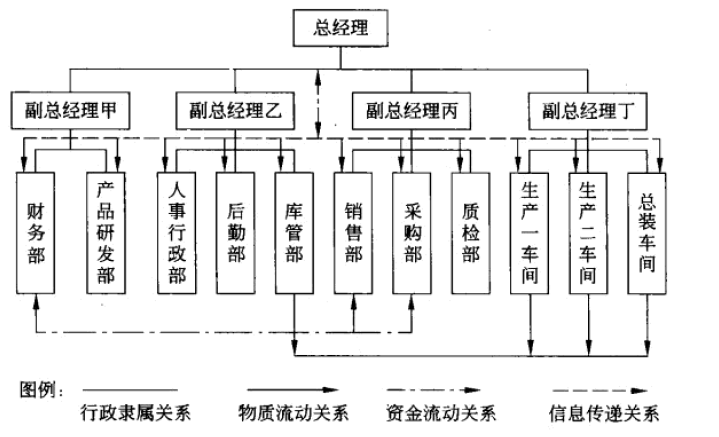 总经理
副总经理甲
副总经理乙
副总经理丙
副总经理丁
财务部
产品研发部
人事行政部
后勤部
库管部
销售部
采购部
质检部
生产一车间
生产二车间
总装车间
图例：
行政隶属关系
物质流动关系
资金流动关系
信息传递关系